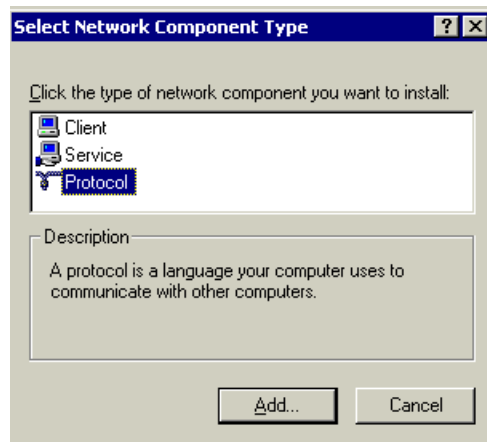 Select Network Component Type
Click the type of network component you want to install:
Client
Service
Protocol
Description
A protocol is a language your computer uses to
communicate with other computers.
Add...
Cancel